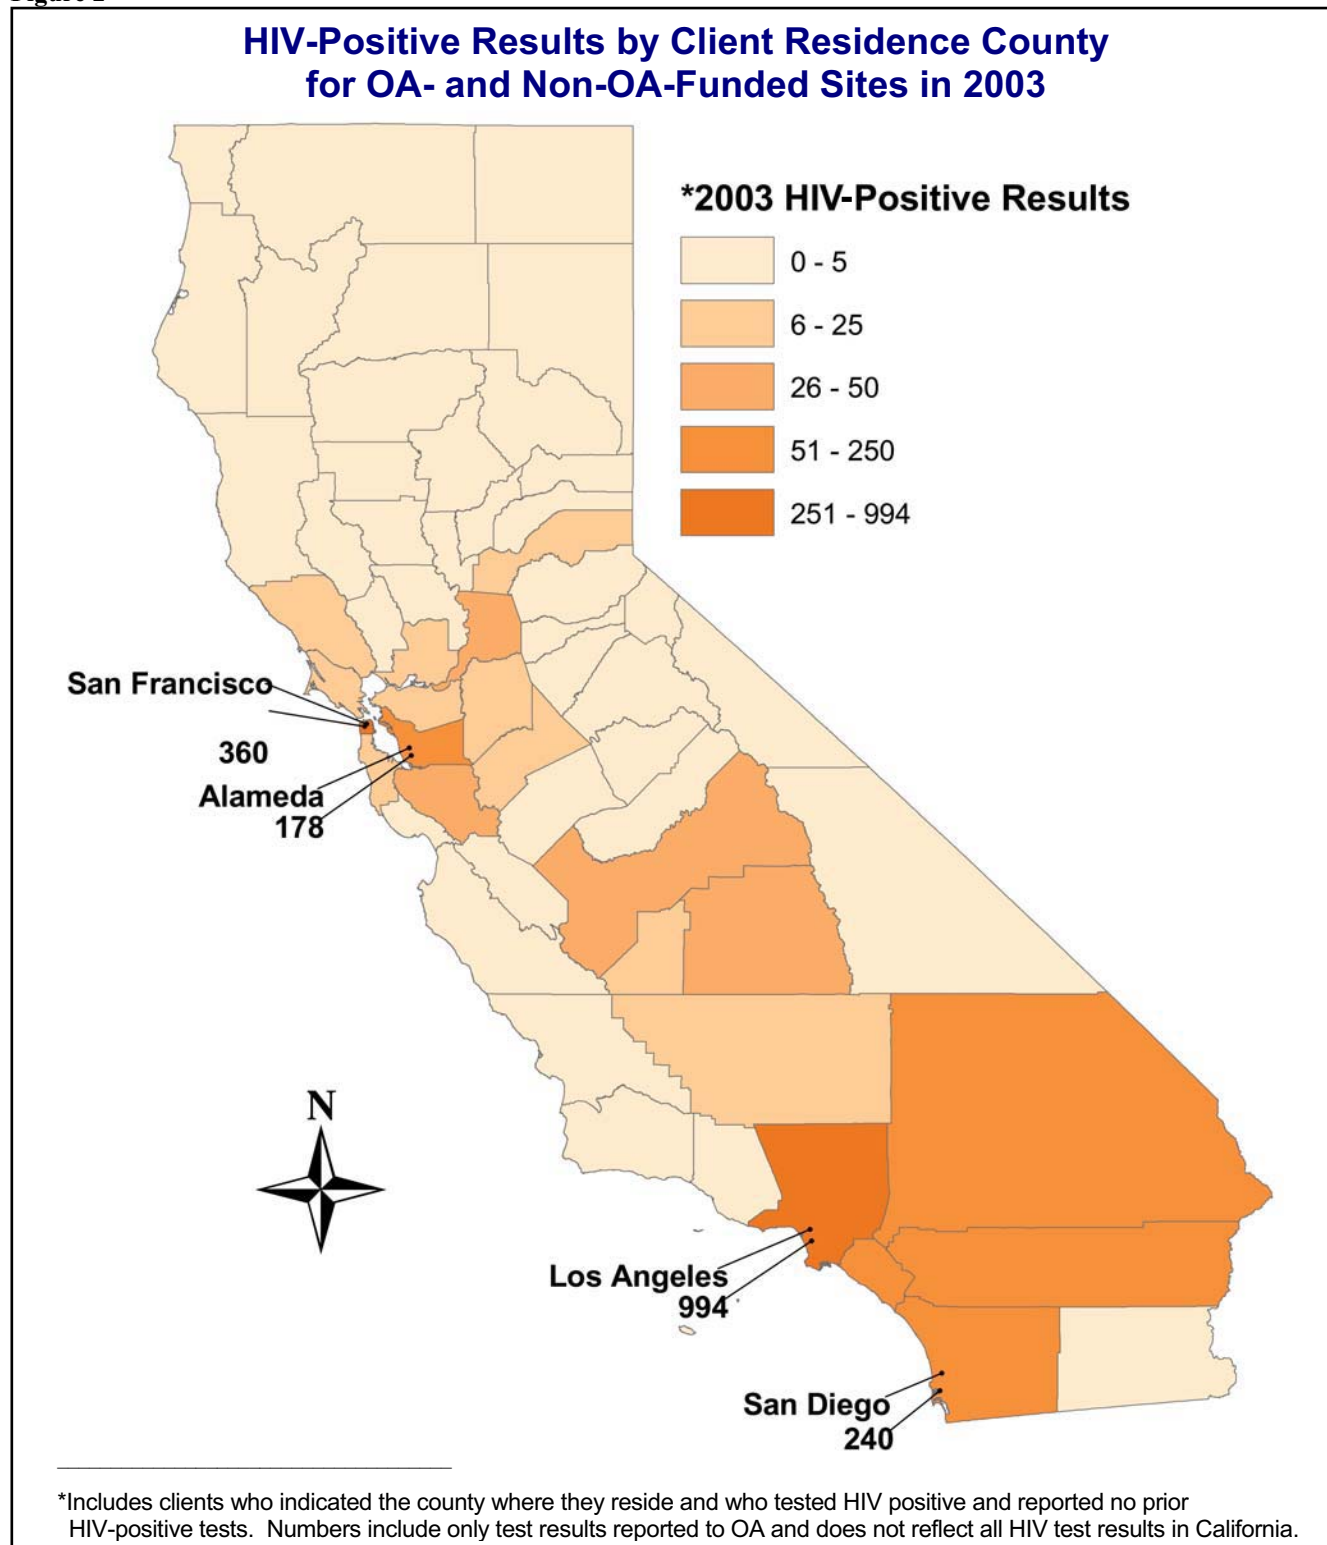 Figure 2
HIV-Positive Results by Client Residence County
for OA- and Non-OA-Funded Sites in 2003
*2003 HIV-Positive Results
0 - 5
6 - 25
26 - 50
51 - 250
251 - 994
San Francisco
360
Alameda
178
N
Los Angeles
994
San Diego
240
*Includes clients who indicated the county where they reside and who tested HIV positive and reported no prior
HIV-positive tests.  Numbers include only test results reported to OA and does not reflect all HIV test results in California.